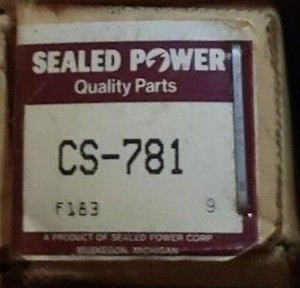 SEALED POWER
Quality Parts
CS-781
F183 9
A PRODUCT OF SEALED POWER CORP
MUSKEGON, MICHIGAN